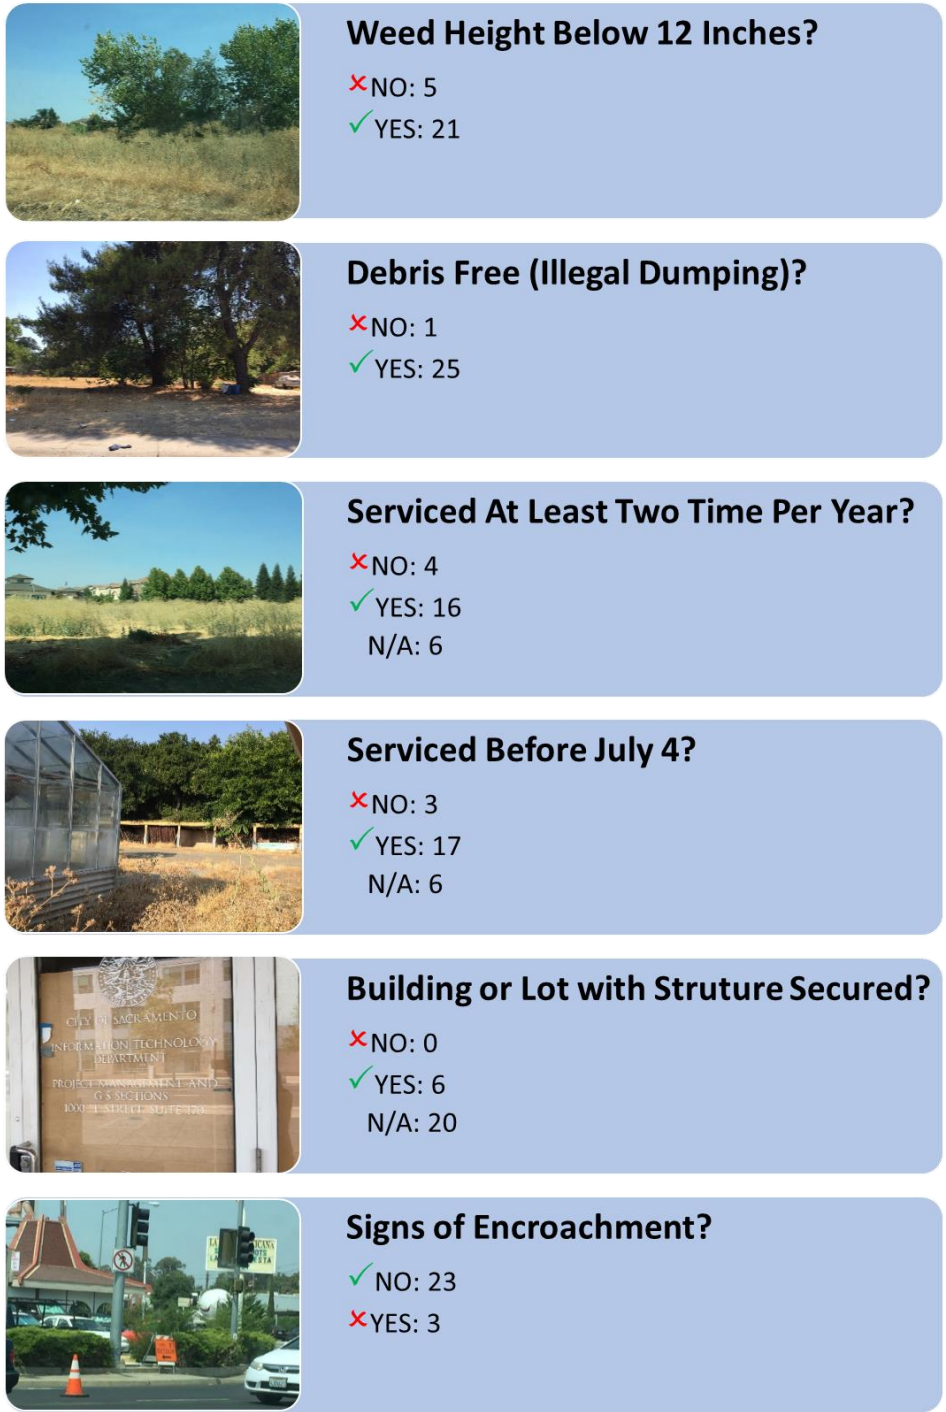 Weed Height Below 12 Inches?
✗NO: 5
✓YES: 21
Debris Free (Illegal Dumping)?
✗NO: 1
✓YES: 25
Serviced At Least Two Time Per Year?
✗NO: 4
✓YES: 16
N/A: 6
Serviced Before July 4?
✗NO: 3
✓YES: 17
N/A: 6
CITY OF SACRAMENTO
INFORMATION TECHNOLOGY
DEPARTMENT
PROJECT MANAGEMENT AND
SECTIONS
STREET, SUITE
Building or Lot with Struture Secured?
✗NO: 0
✓YES: 6
N/A: 20
Signs of Encroachment?
✓NO: 23
✗YES: 3